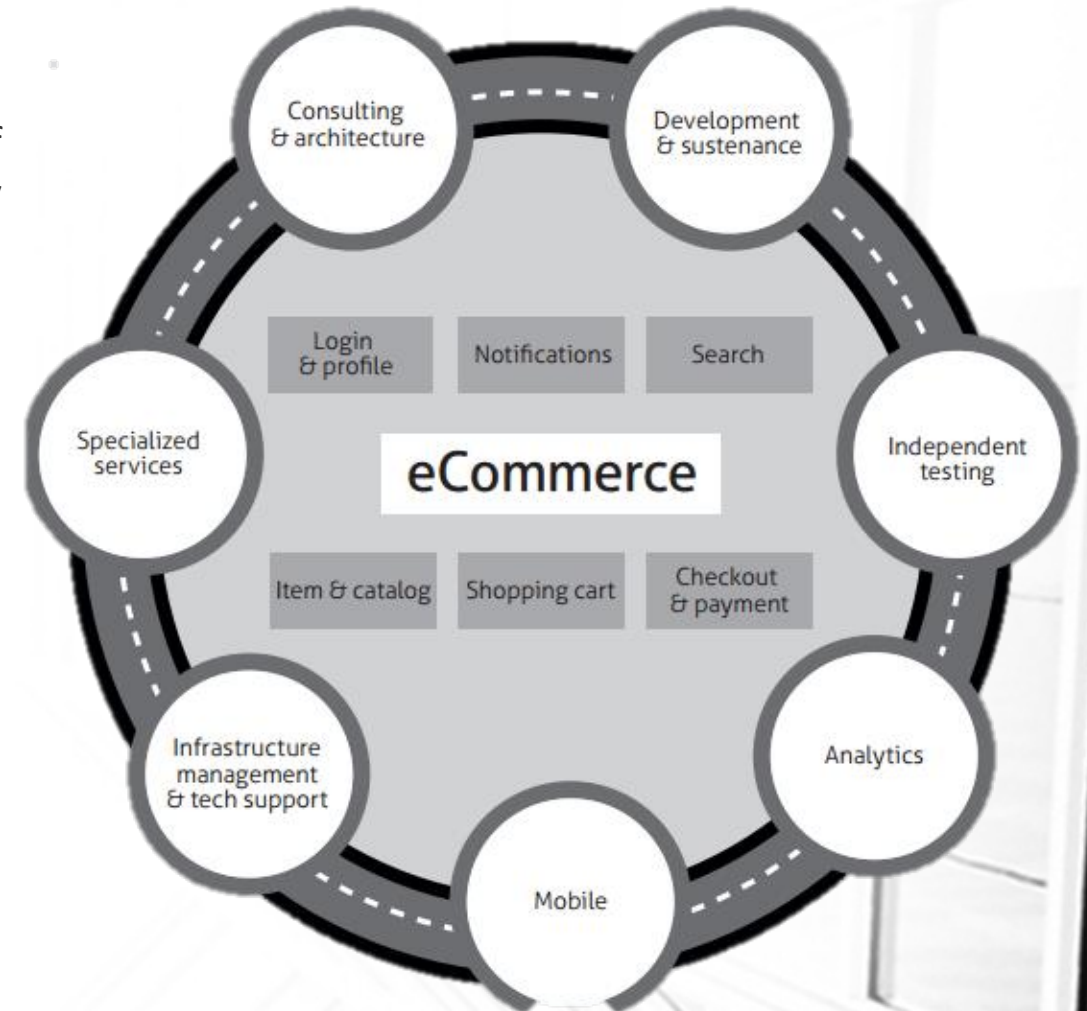 Consulting
& architecture
Development
& sustenance
Login
& profile
Notifications
Search
Specialized
services
eCommerce
Independent
testing
Item & catalog
Shopping cart
Checkout
& payment
Infrastructure
management
& tech support
Analytics
Mobile